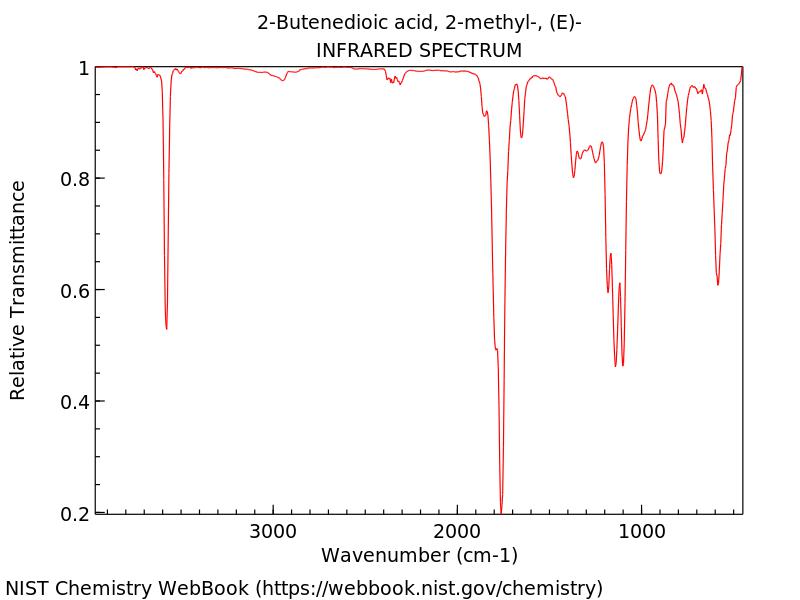 2-Butenedioic acid, 2-methyl-, (E)-
INFRARED SPECTRUM
1
0.8
0.6
0.4
0.2
Relative Transmittance
3000 2000 1000
Wavenumber (cm-1)
NIST Chemistry WebBook (https://webbook.nist.gov/chemistry)